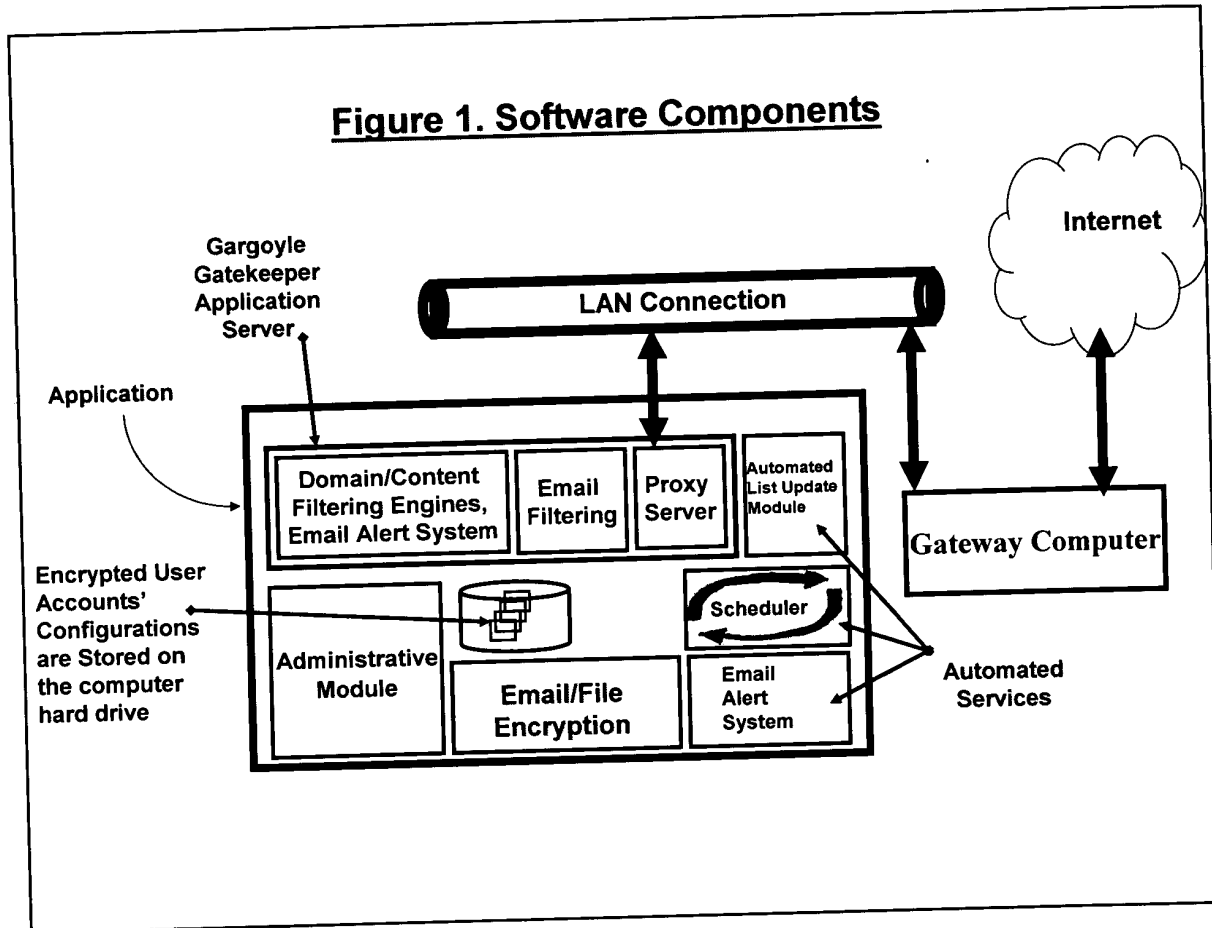 Figure 1. Software Components
Internet
Gargoyle
Gatekeeper
Application
Server
LAN Connection
Application
Domain/Content
Filtering Engines,
Email Alert System
Email
Filtering
Proxy
Server
Automated
List Update
Module
Gateway Computer
Encrypted User
Accounts'
Configurations
are Stored on
the computer
hard drive
Administrative
Module
Scheduler
Email/File
Encryption
Email
Alert
System
Automated
Services